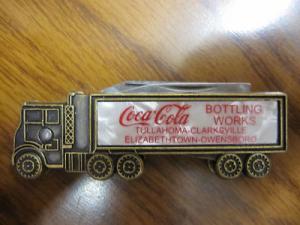 Coca-Cola BOTTLING
WORKS
TULLAHOMA-CLARKSVILLE
ELIZABETHTOWN-OWENSBORO